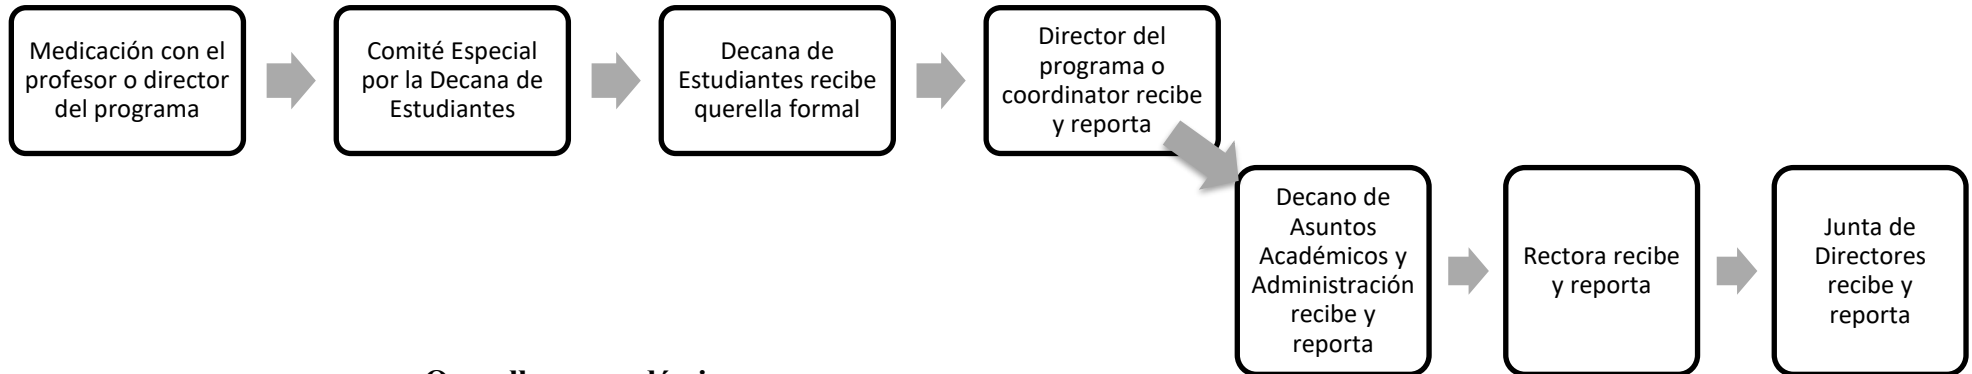 Medicación con el
profesor o director
del programa
Comité Especial
por la Decana de
Estudiantes
Decana de
Estudiantes recibe
querella formal
Director del
programa o
coordinator recibe
y reporta
Decano de
Asuntos
Académicos y
Administración
recibe y
reporta
Rectora recibe
y reporta
Junta de
Directores
recibe y
reporta